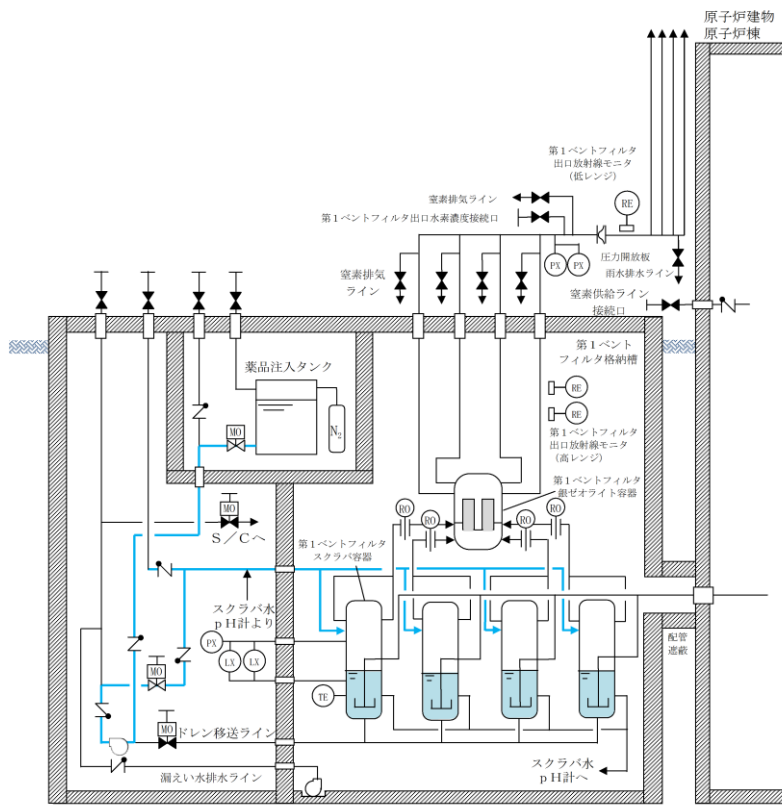 原子炉建物
原子炉棟
第１ベントフィルタ
出口放射線モニタ
(低レンジ)
RE
窒素排気ライン
第１ベントフィルタ出口水素濃度接続口
圧力開放板
雨水排水ライン
PX
PX
窒素排気
ライン
窒素供給ライン
接続口
第１ベント
フィルタ格納槽
薬品注入タンク
RE
RE
MO
N2
第１ベントフィルタ
出口放射線モニタ
(高レンジ)
第１ベントフィルタ
銀ゼオライト容器
MO
S／Cへ
RO
RO
RO
RO
第１ベントフィルタ
スクラバ容器
スクラバ水
ｐＨ計より
PX
LX
LX
配管
遮蔽
MO
TE
MO
ドレン移送ライン
漏えい水排水ライン
スクラバ水
ｐＨ計へ